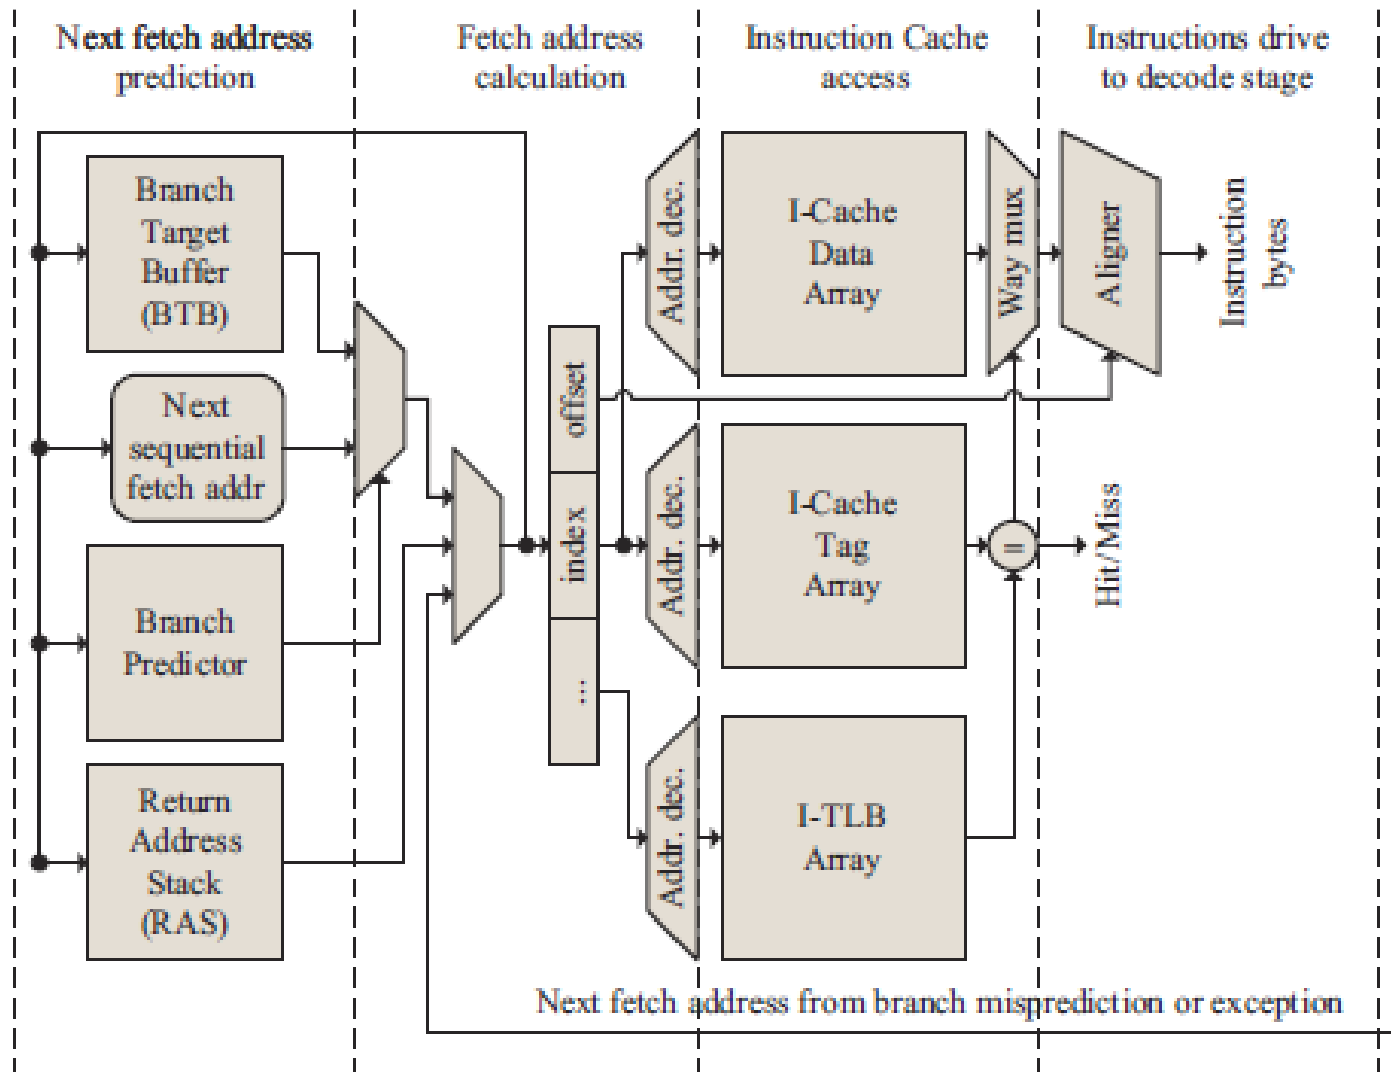 Next fetch address
prediction
Fetch address
calculation
Instruction Cache
access
Instructions drive
to decode stage
Branch
Target
Buffer
(BTB)
Next
sequential
fetch addr
Branch
Predictor
Return
Address
Stack
(RAS)
offset
index
...
Addr. dec.
Addr. dec.
Addr. dec.
I-Cache
Data
Array
I-Cache
Tag
Array
I-TLB
Array
Way mux
=
Aligner
Instruction
bytes
Hit/Miss
Next fetch address from branch misprediction or exception